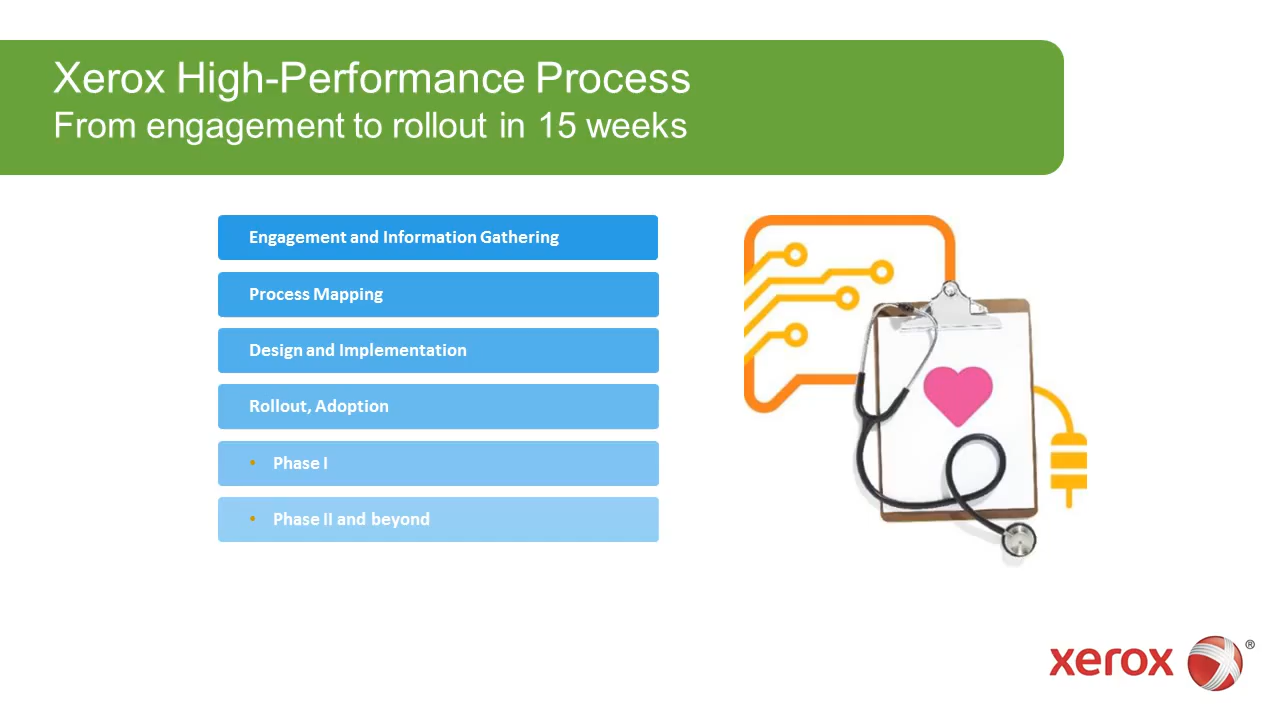 Xerox High-Performance Process
From engagement to rollout in 15 weeks
Engagement and Information Gathering
Process Mapping
Design and Implementation
Rollout, Adoption
• Phase I
• Phase II and beyond
xerox ®